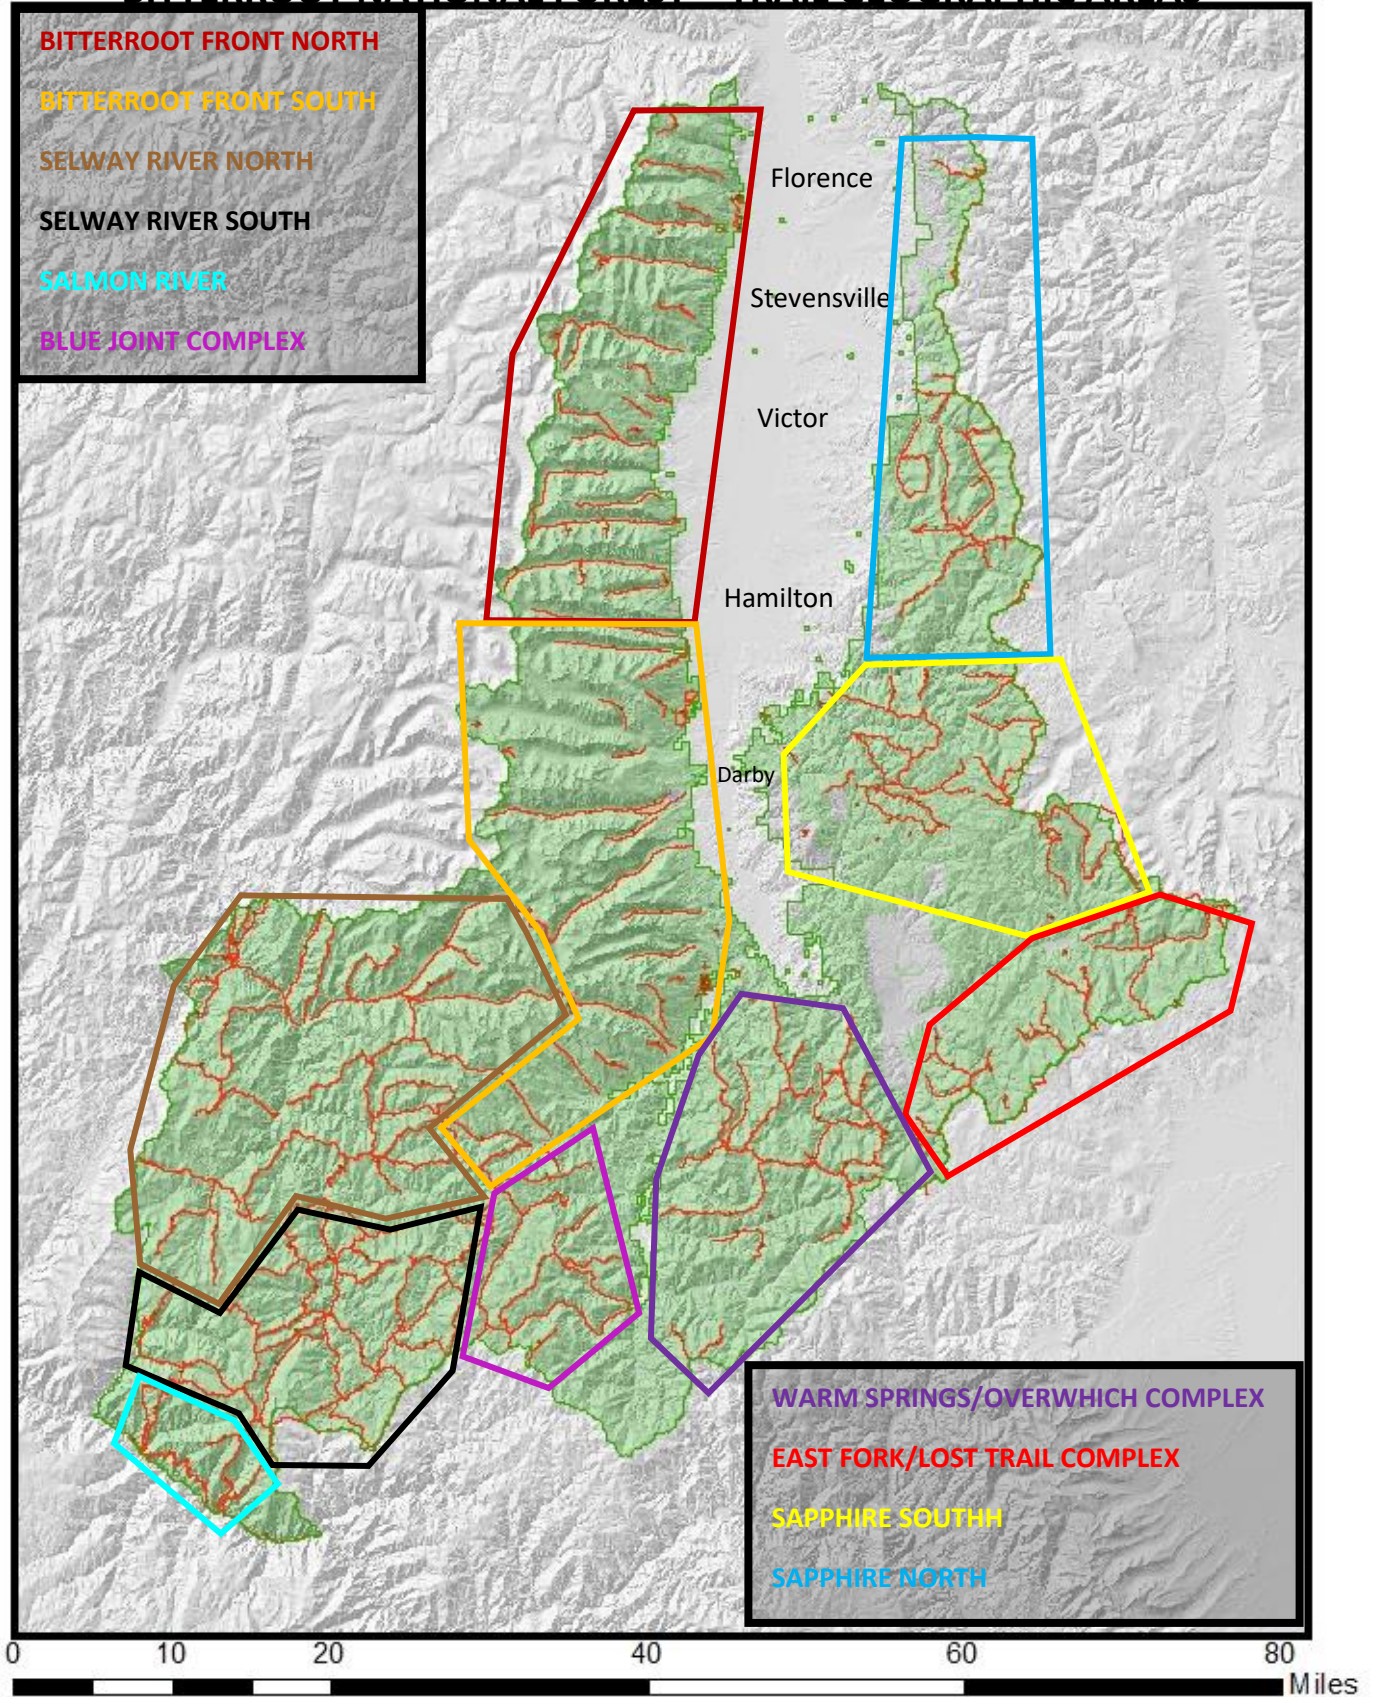 BITTERROOT FRONT NORTH
BITTERROOT FRONT SOUTH
SELWAY RIVER NORTH
SELWAY RIVER SOUTH
SALMON RIVER
BLUE JOINT COMPLEX
Florence
Stevensville
Victor
Hamilton
Darby
WARM SPRINGS/OVERWHICH COMPLEX
EAST FORK/LOST TRAIL COMPLEX
SAPPHIRE SOUTHH
SAPPHIRE NORTH
0 10 20 40 60 80
Miles